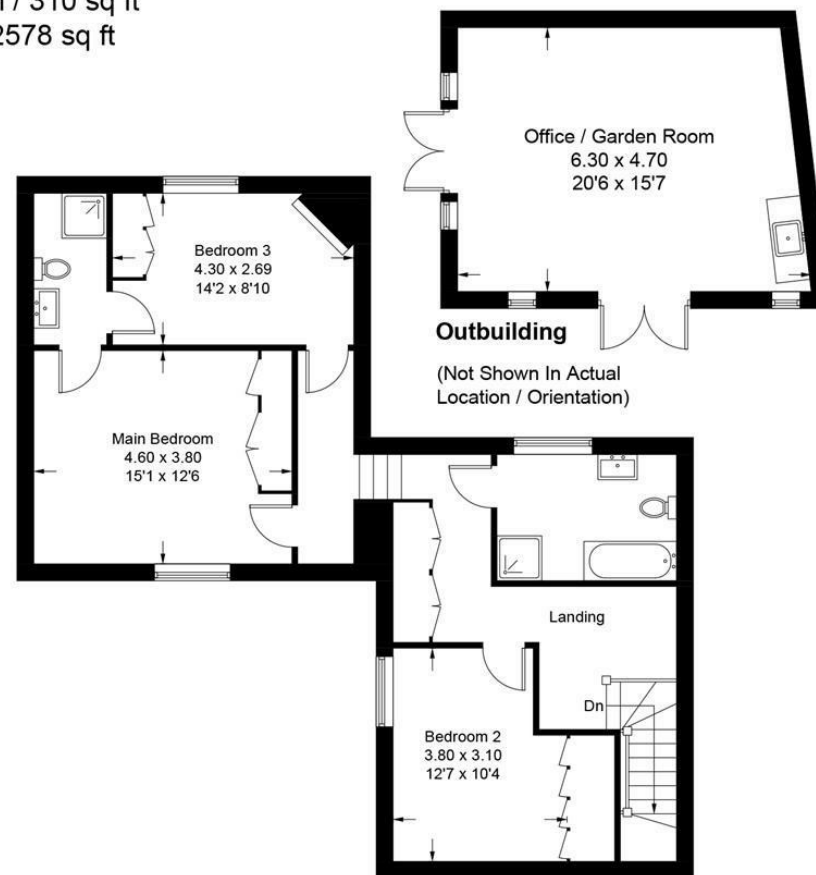 / 310 sq ft
2578 sq ft
Office / Garden Room
6.30 x 4.70
20'6 x 15'7
Bedroom 3
4.30 x 2.69
14'2 x 8'10
Outbuilding
(Not Shown In Actual
Location / Orientation)
Main Bedroom
4.60 x 3.80
15'1 x 12'6
Landing
Dn
Bedroom 2
3.80 x 3.10
12'7 x 10'4